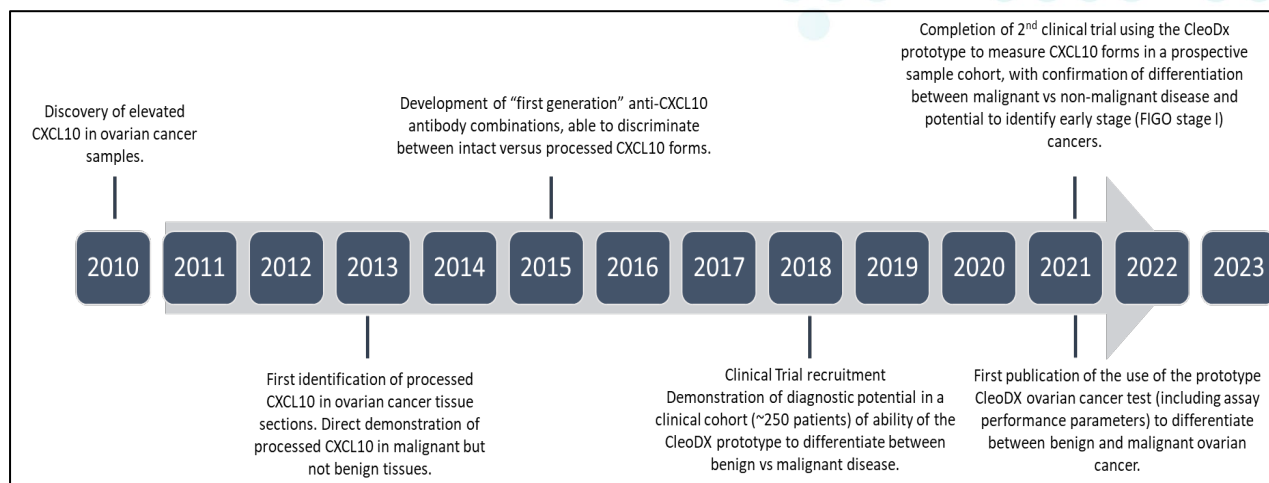 Discovery of elevated
CXCL10 in ovarian cancer
samples.
Development of “first generation” anti-CXCL10
antibody combinations, able to discriminate
between intact versus processed CXCL10 forms.
Completion of 2nd clinical trial using the CleoDx
prototype to measure CXCL10 forms in a prospective
sample cohort, with confirmation of differentiation
between malignant vs non-malignant disease and
potential to identify early stage (FIGO stage I)
cancers.
2010 2011 2012 2013 2014 2015 2016 2017 2018 2019 2020 2021 2022 2023
First identification of processed
CXCL10 in ovarian cancer tissue
sections. Direct demonstration of
processed CXCL10 in malignant but
not benign tissues.
Clinical Trial recruitment
Demonstration of diagnostic potential in a
clinical cohort (~250 patients) of ability of the
CleoDX prototype to differentiate between
benign vs malignant disease.
First publication of the use of the prototype
CleoDX ovarian cancer test (including assay
performance parameters) to differentiate
between benign and malignant ovarian
cancer.